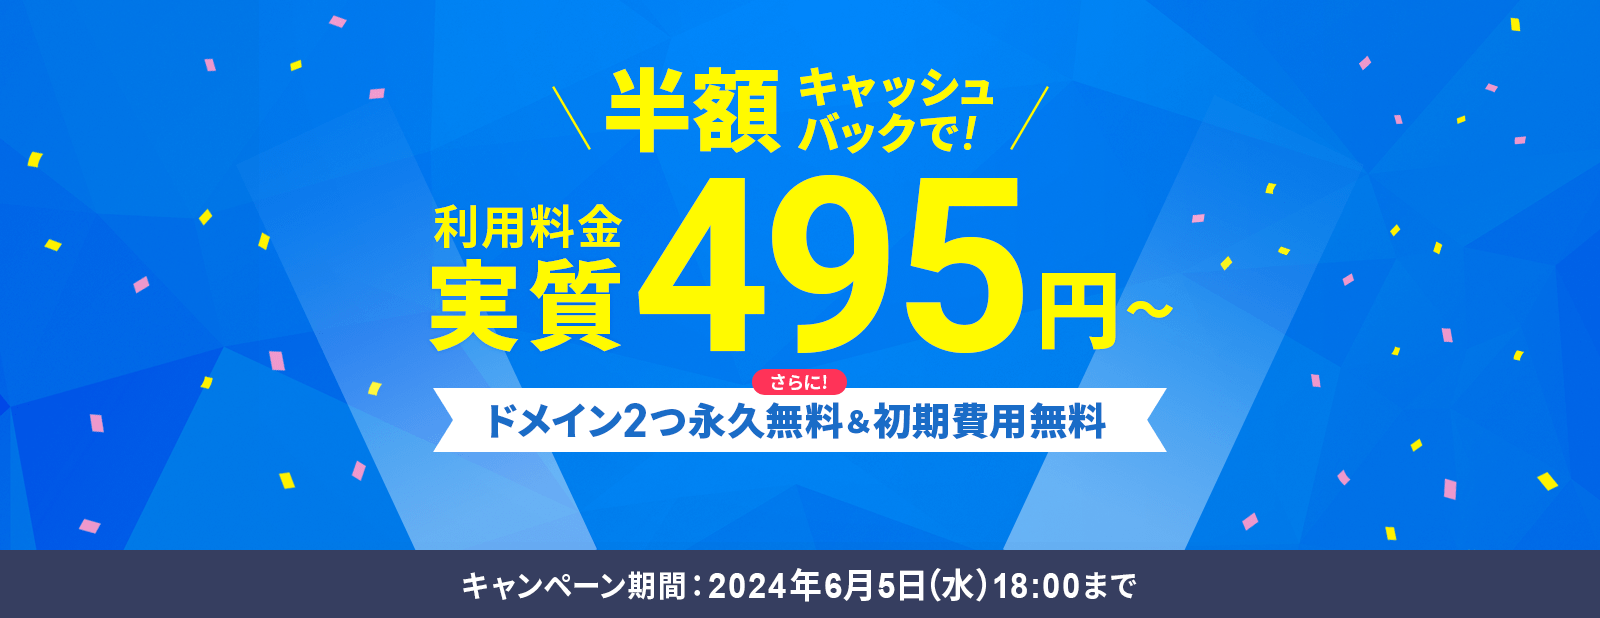 半額 キャッシュ
バックで!
利用料金
実質 495円~
さらに!
ドメイン2つ永久無料&初期費用無料
キャンペーン期間:2024年6月5日(水)18:00まで